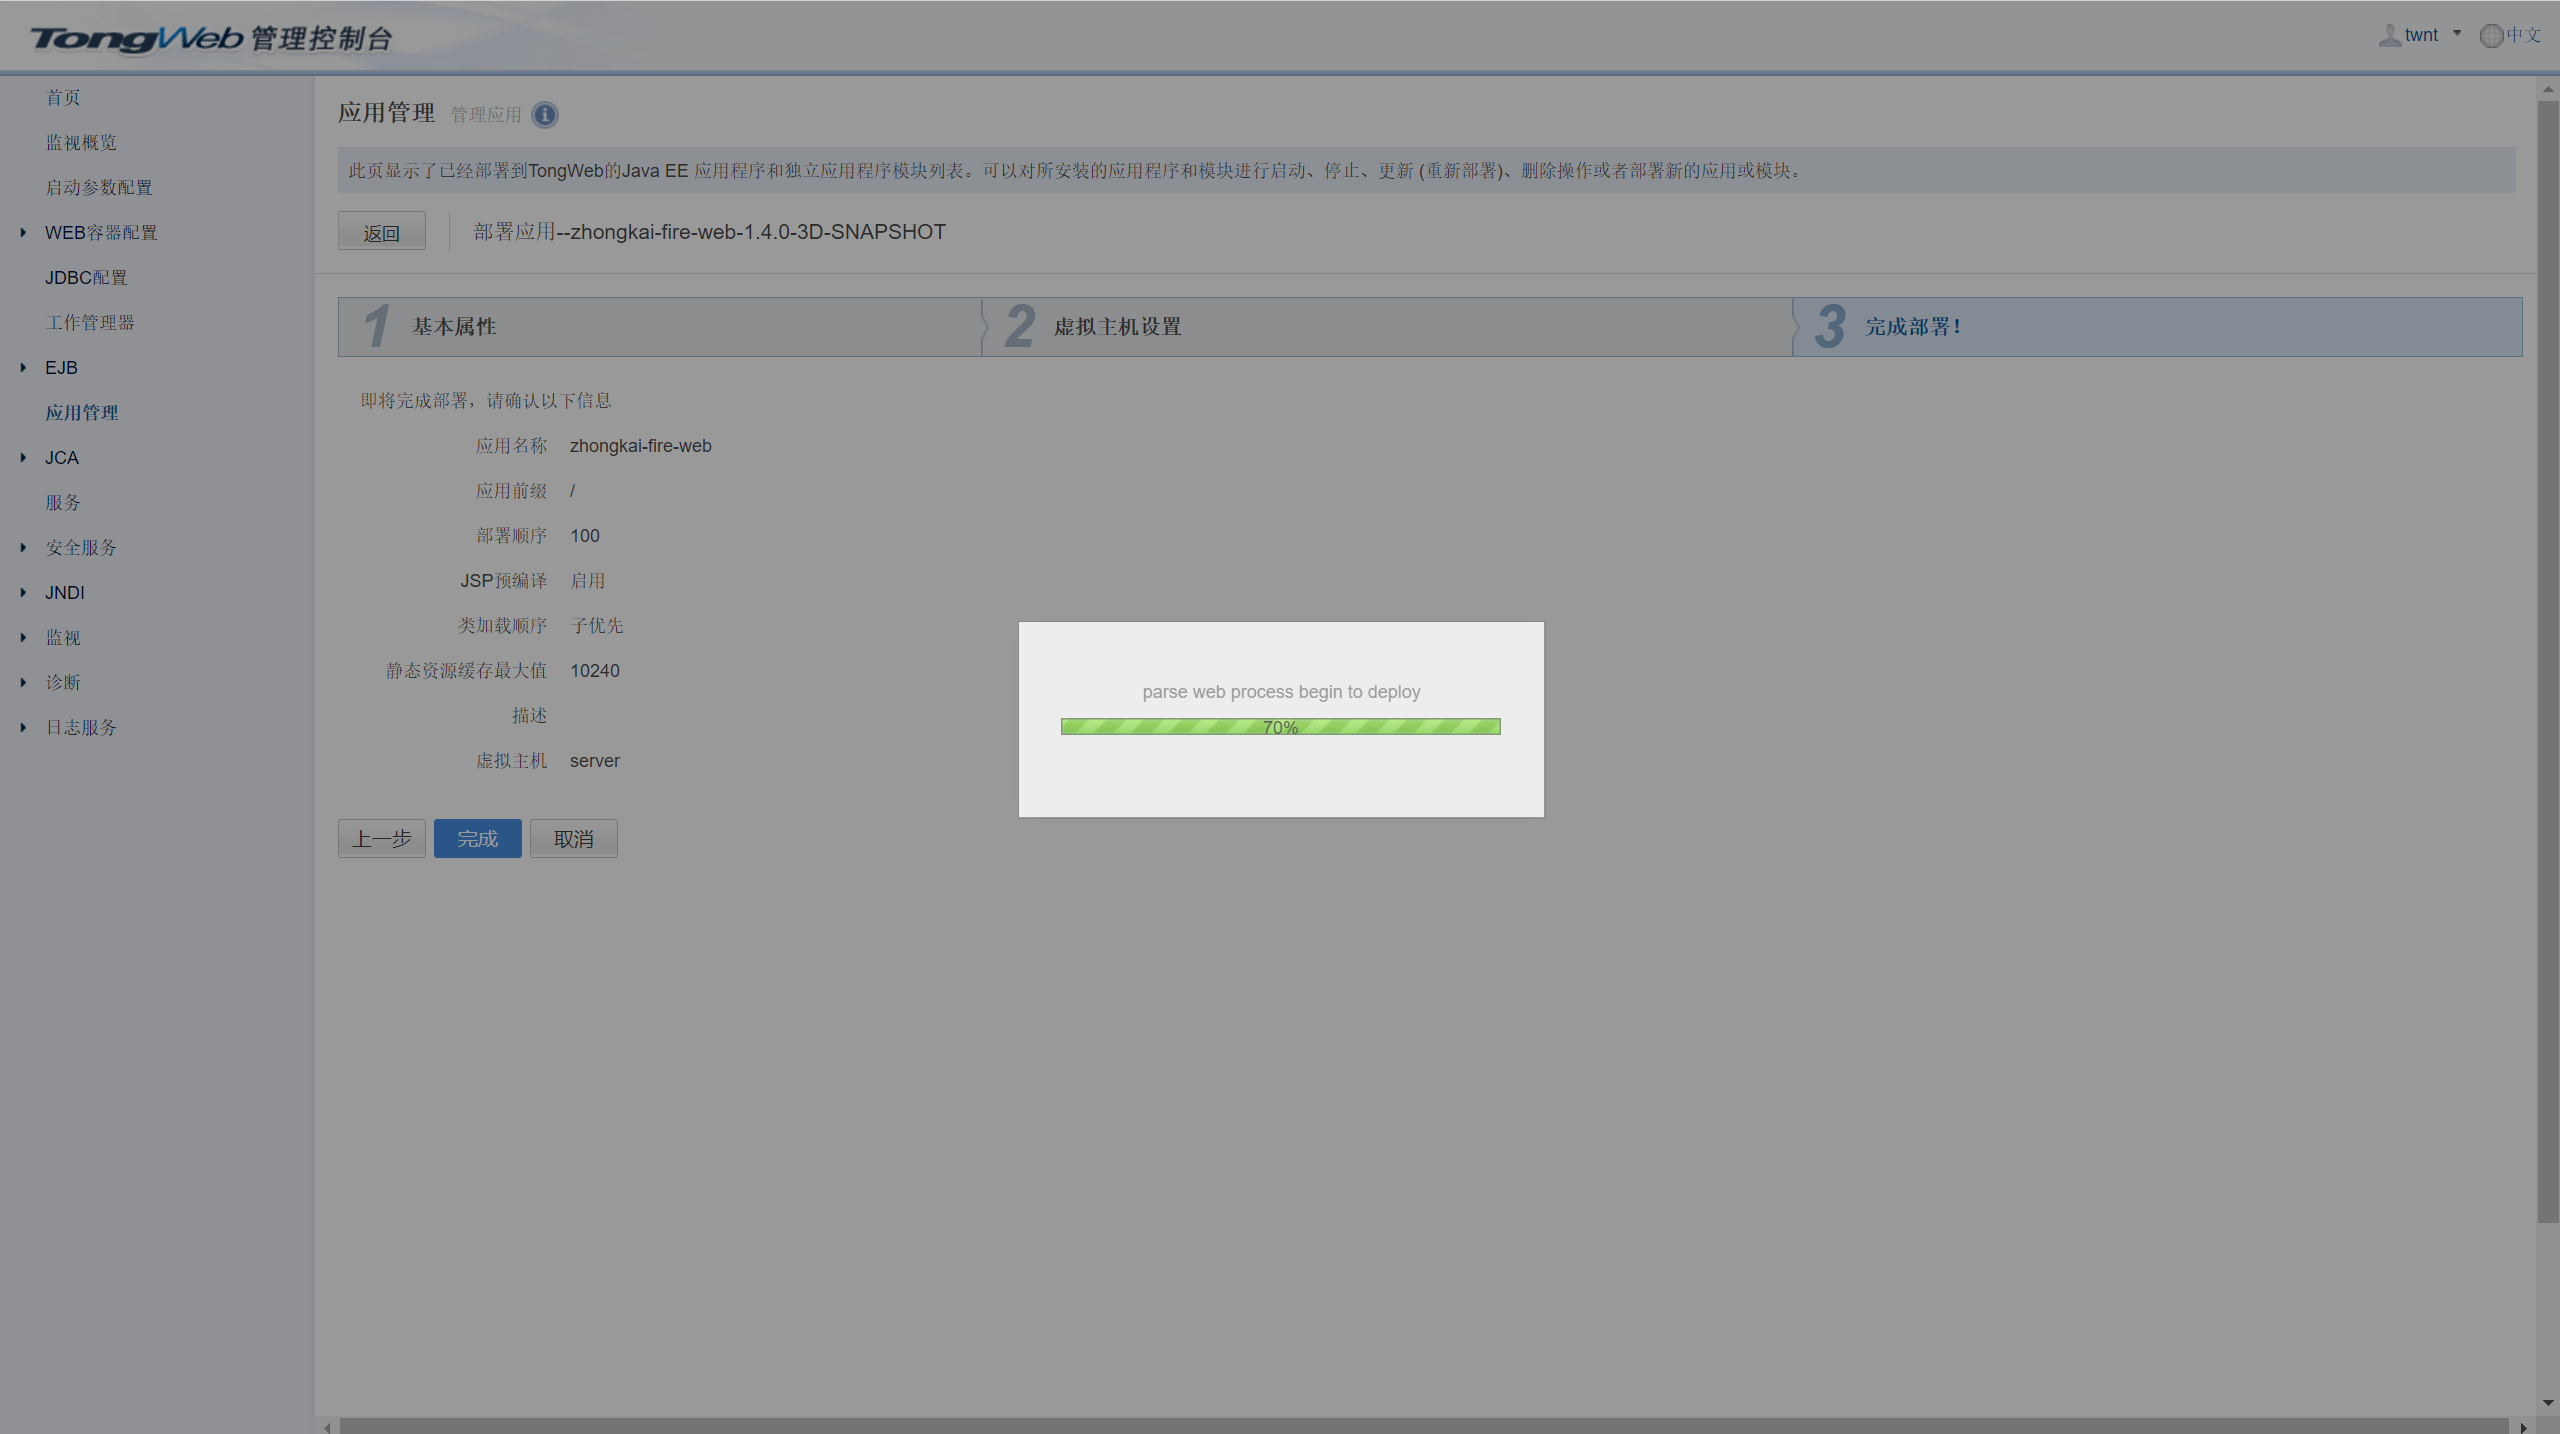 TongWeb 管理控制台
twnt
中文
首页
监视概览
启动参数配置
WEB容器配置
JDBC配置
工作管理器
EJB
应用管理
JCA
服务
安全服务
JNDI
监视
诊断
日志服务
应用管理 管理应用
此页显示了已经部署到TongWeb的Java EE 应用程序和独立应用程序模块列表。可以对所安装的应用程序和模块进行启动、停止、更新 (重新部署)、删除操作或者部署新的应用或模块。
返回 部署应用--zhongkai-fire-web-1.4.0-3D-SNAPSHOT
1 基本属性 2 虚拟主机设置 3 完成部署!
即将完成部署，请确认以下信息
应用名称 zhongkai-fire-web
应用前缀 /
部署顺序 100
JSP预编译 启用
类加载顺序 子优先
静态资源缓存最大值 10240
描述
虚拟主机 server
上一步 完成 取消
parse web process begin to deploy
70%